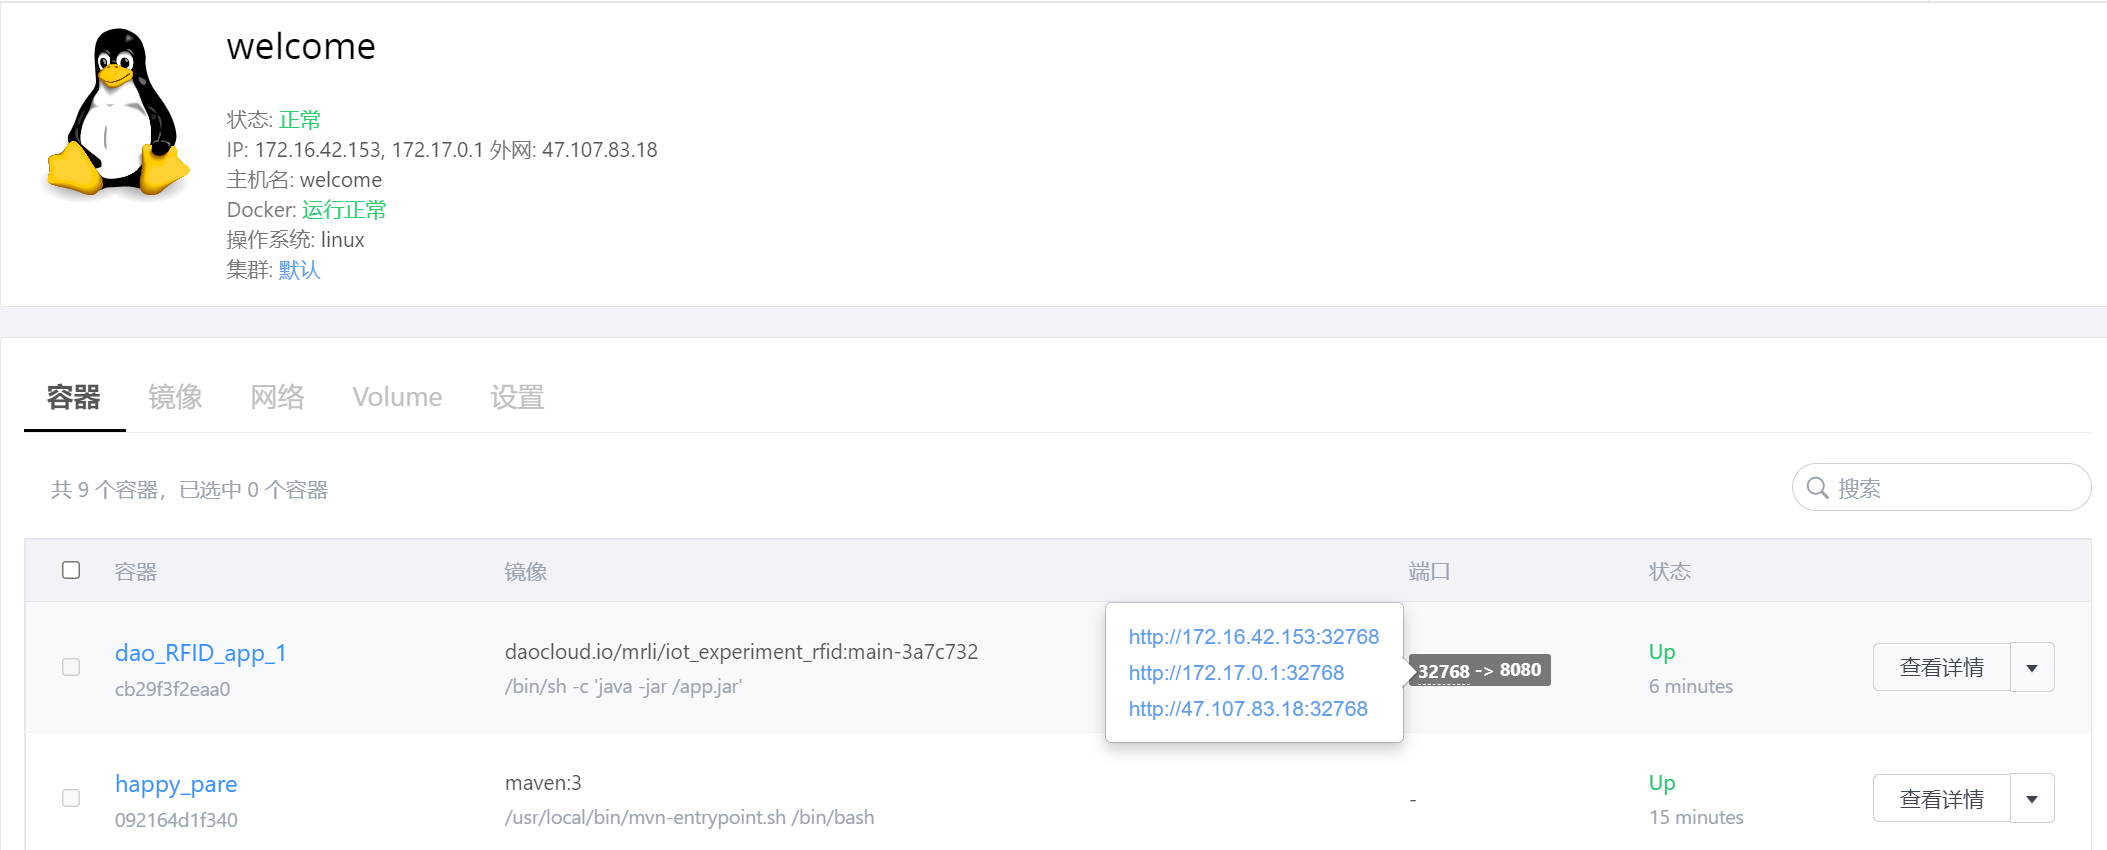 welcome
状态: 正常
IP: 172.16.42.153, 172.17.0.1 外网: 47.107.83.18
主机名: welcome
Docker: 运行正常
操作系统: linux
集群: 默认
容器 镜像 网络 Volume 设置
共 9 个容器，已选中 0 个容器
搜索
容器 镜像 端口 状态
dao_RFID_app_1
cb29f3f2eaa0
daocloud.io/mrli/iot_experiment_rfid:main-3a7c732
/bin/sh -c 'java -jar /app.jar'
http://172.16.42.153:32768
http://172.17.0.1:32768
http://47.107.83.18:32768
32768 -> 8080
Up
6 minutes
查看详情
happy_pare
092164d1f340
maven:3
/usr/local/bin/mvn-entrypoint.sh /bin/bash
-
Up
15 minutes
查看详情